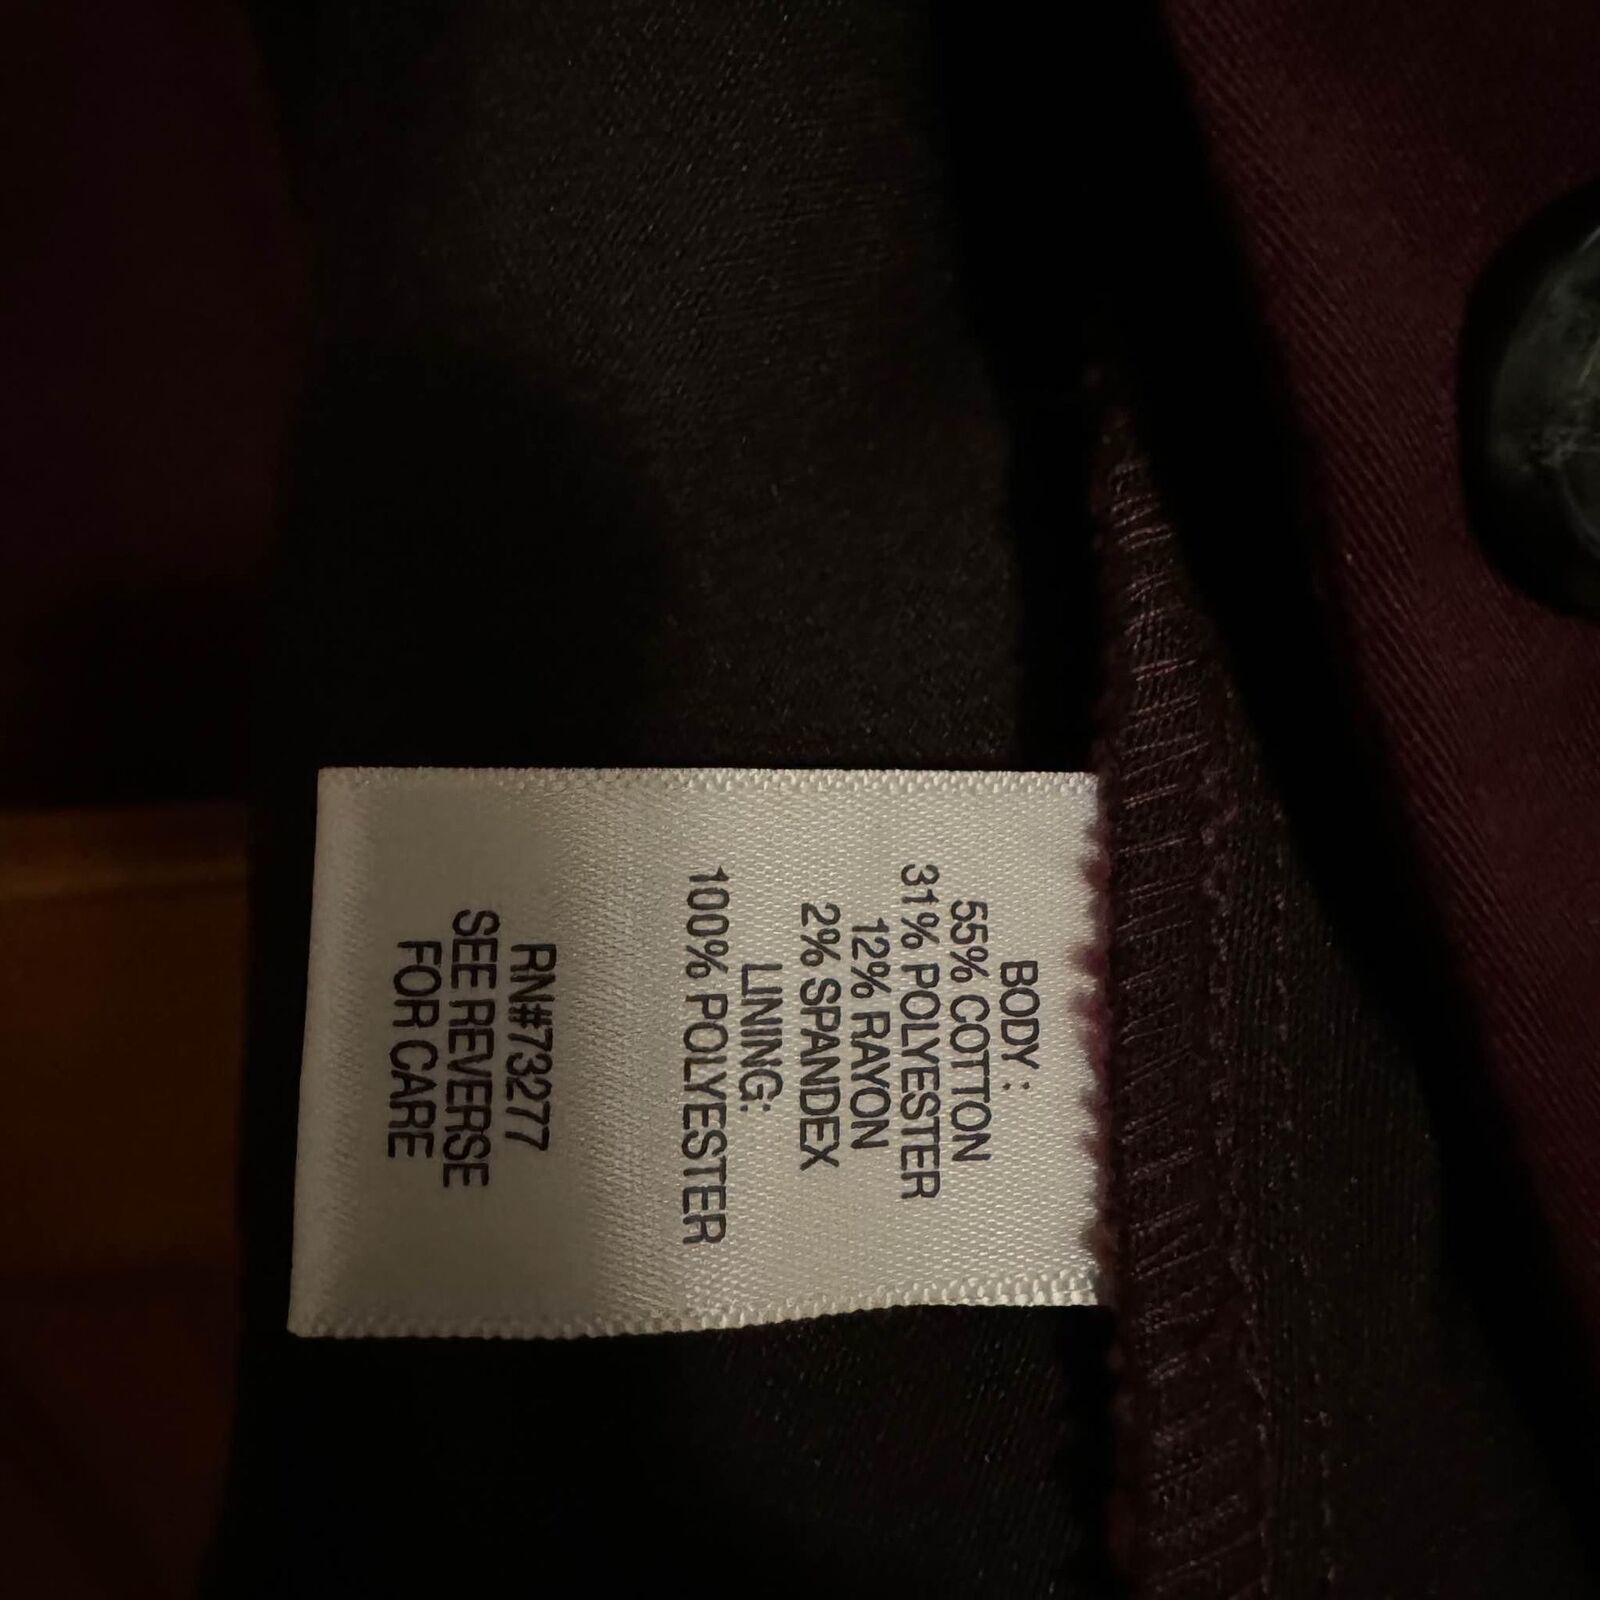 BODY :
55% COTTON
31% POLYESTER
12% RAYON
2% SPANDEX
LINING:
100% POLYESTER
RN#73277
SEE REVERSE
FOR CARE